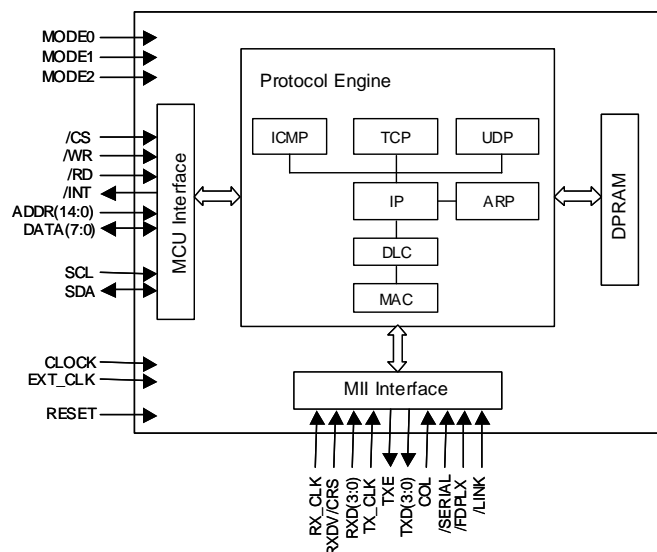 MODE0
MODE1
MODE2
Protocol Engine
ICMP
TCP
UDP
IP
ARP
DLC
MAC
/CS
/WR
/RD
/INT
ADDR(14:0)
DATA(7:0)
SCL
SDA
MCU Interface
DPRAM
CLOCK
EXT_CLK
RESET
MII Interface
RX_CLK
RXDV/CRS
RXD(3:0)
TX_CLK
TXE
TXD(3:0)
COL
/SERIAL
/FDPLX
/LINK